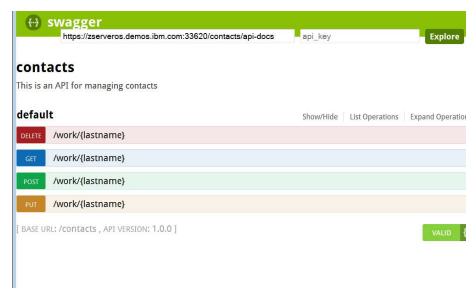 swagger
https://zserveros.demos.ibm.com:33620/contacts/api-docs api_key Explore
contacts
This is an API for managing contacts
default Show/Hide List Operations Expand Operation
DELETE /work/{lastname}
GET /work/{lastname}
POST /work/{lastname}
PUT /work/{lastname}
[ BASE URL: /contacts , API VERSION: 1.0.0 ] VALID {